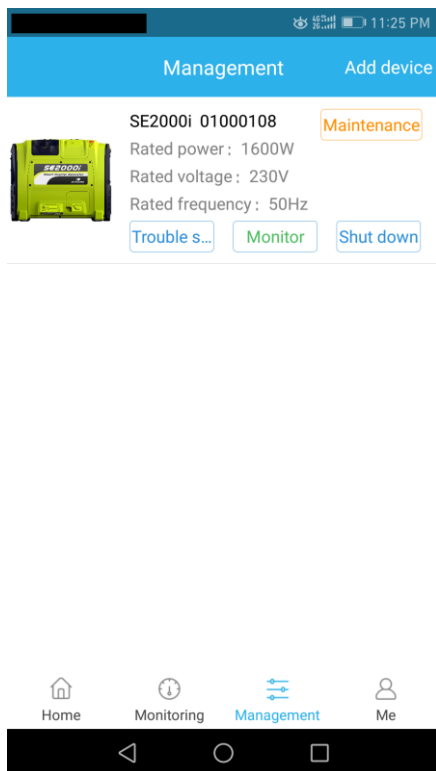 11:25 PM
Management
Add device
SE2000i 01000108
Maintenance
Rated power: 1600W
Rated voltage: 230V
Rated frequency: 50Hz
SE2000i
Trouble s...
Monitor
Shut down
Home
Monitoring
Management
Me